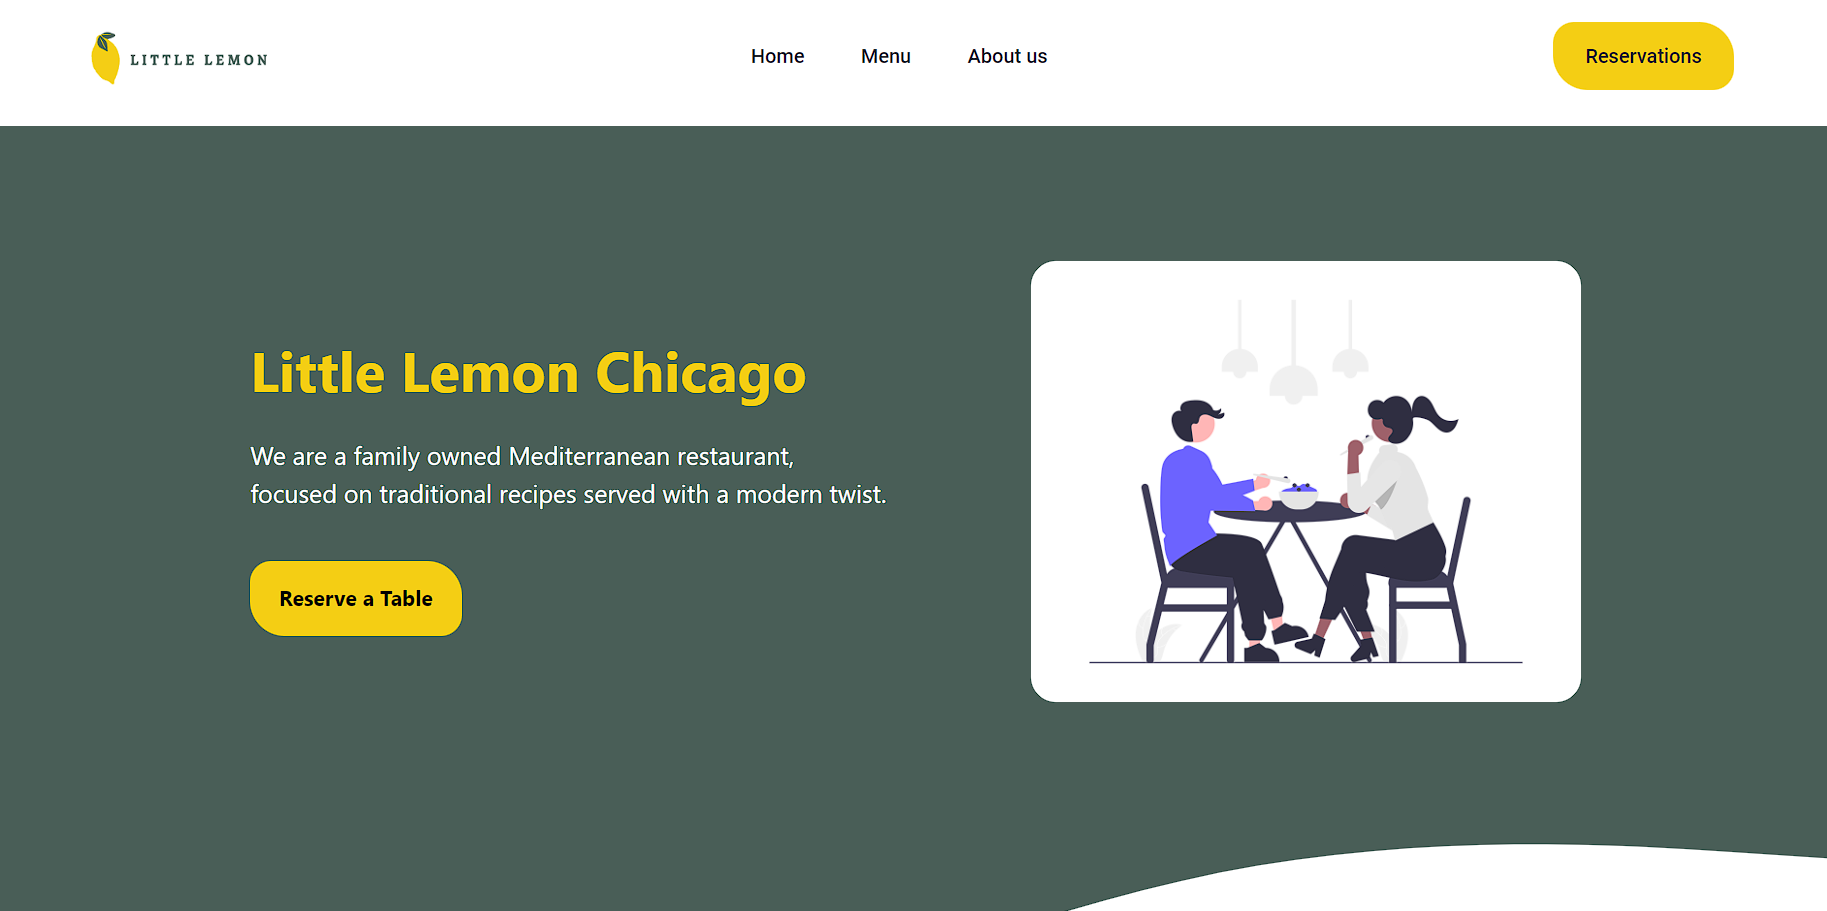 LITTLE LEMON
Home
Menu
About us
Reservations
Little Lemon Chicago
We are a family owned Mediterranean restaurant,
focused on traditional recipes served with a modern twist.
Reserve a Table